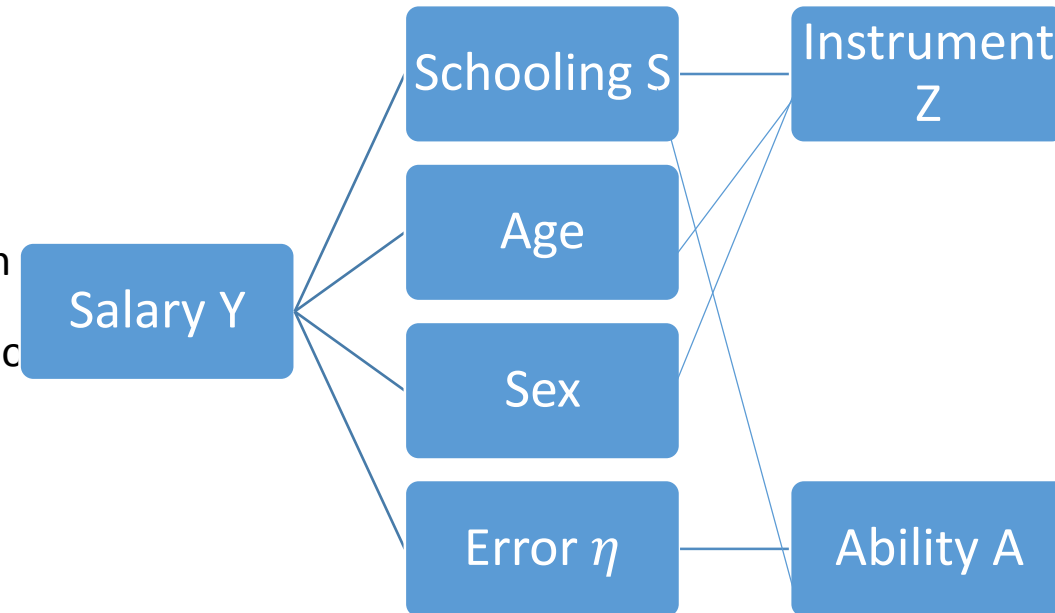 Schooling S
Instrument
Z
Age
Salary Y
Sex
Error η
Ability A